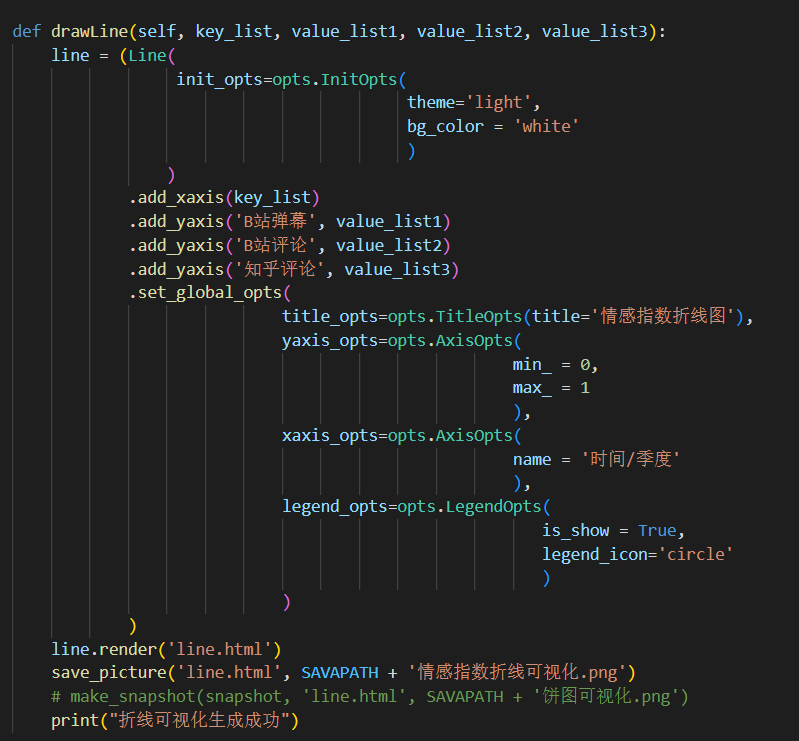 def drawLine(self, key_list, value_list1, value_list2, value_list3):
line = (Line(
init_opts=opts.InitOpts(
theme='light',
bg_color = 'white'
)
)
.add_xaxis(key_list)
.add_yaxis('B站弹幕', value_list1)
.add_yaxis('B站评论', value_list2)
.add_yaxis('知乎评论', value_list3)
.set_global_opts(
title_opts=opts.TitleOpts(title='情感指数折线图'),
yaxis_opts=opts.AxisOpts(
min_ = 0,
max_ = 1
),
xaxis_opts=opts.AxisOpts(
name = '时间/季度'
),
legend_opts=opts.LegendOpts(
is_show = True,
legend_icon='circle'
)
)
)
line.render('line.html')
save_picture('line.html', SAVAPATH + '情感指数折线可视化.png')
# make_snapshot(snapshot, 'line.html', SAVAPATH + '饼图可视化.png')
print("折线可视化生成成功")